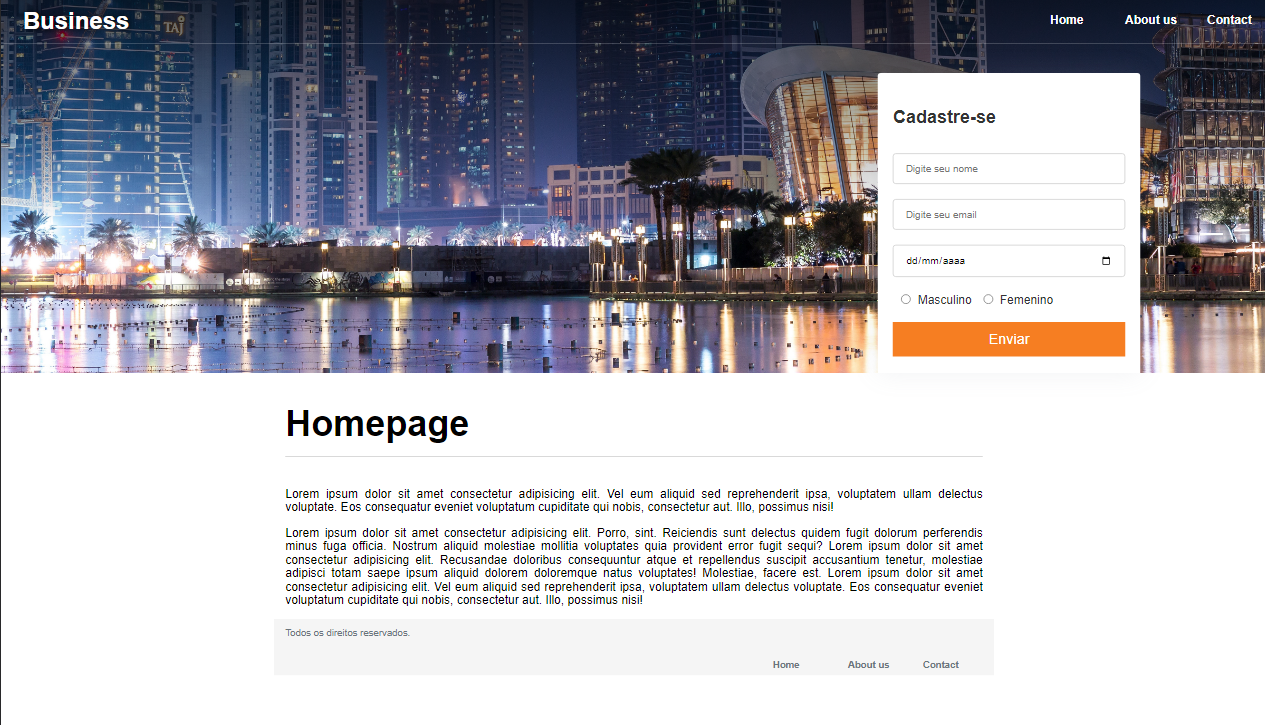 Business
Home About us Contact
TAJ
Cadastre-se
Digite seu nome
Digite seu email
dd/mm/aaaa
Masculino Femenino
Enviar
Homepage
Lorem ipsum dolor sit amet consectetur adipisicing elit. Vel eum aliquid sed reprehenderit ipsa, voluptatem ullam delectus
voluptate. Eos consequatur eveniet voluptatum cupiditate qui nobis, consectetur aut. Illo, possimus nisi!
Lorem ipsum dolor sit amet consectetur adipisicing elit. Porro, sint. Reiciendis sunt delectus quidem fugit dolorum perferendis
minus fuga officia. Nostrum aliquid molestiae mollitia voluptates quia provident error fugit sequi? Lorem ipsum dolor sit amet
consectetur adipisicing elit. Recusandae doloribus consequuntur atque et repellendus suscipit accusantium tenetur, molestiae
adipisci totam saepe ipsum aliquid dolorem doloremque natus voluptates! Molestiae, facere est. Lorem ipsum dolor sit amet
consectetur adipisicing elit. Vel eum aliquid sed reprehenderit ipsa, voluptatem ullam delectus voluptate. Eos consequatur eveniet
voluptatum cupiditate qui nobis, consectetur aut. Illo, possimus nisi!
Todos os direitos reservados.
Home About us Contact